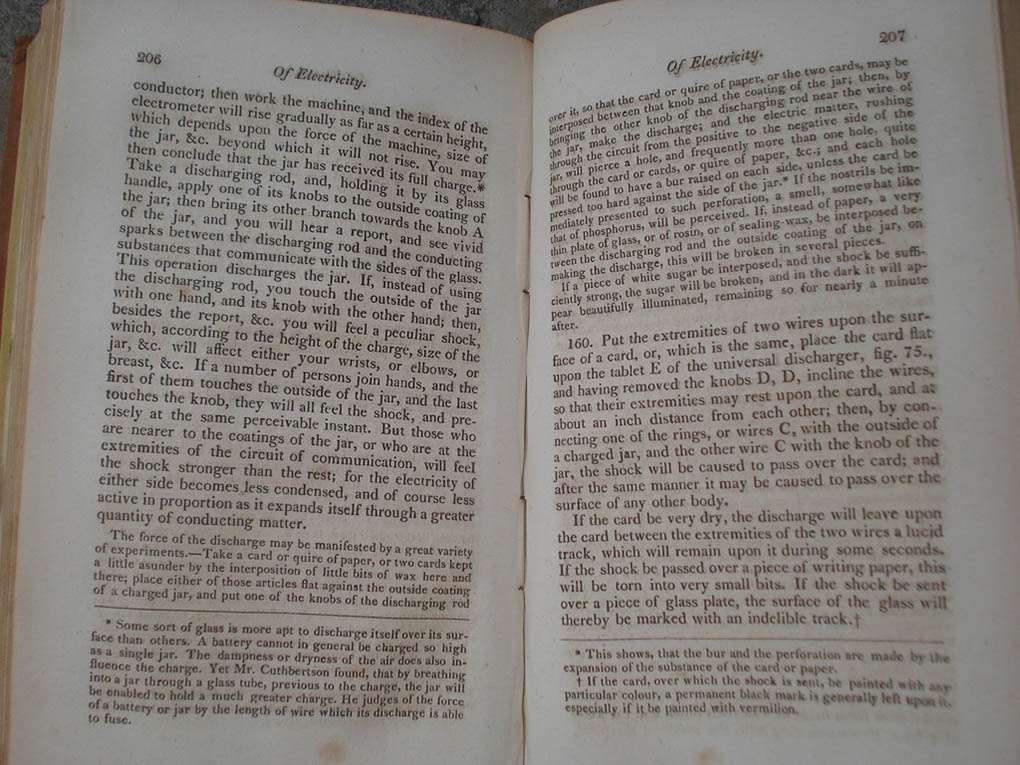 206
Of Electricity.
conductor; then work the machine, and the index of the
electrometer will rise gradually as far as a certain height,
which depends upon the force of the machine, size of
the jar, &c. beyond which it will not rise. You may
then conclude that the jar has received its full charge.*
Take a discharging rod, and, holding it by its glass
handle, apply one of its knobs to the outside coating of
the jar; then bring its other branch towards the knob A
of the jar, and you will hear a report, and see vivid
sparks between the discharging rod and the conducting
substances that communicate with the sides of the glass.
This operation discharges the jar. If, instead of using
the discharging rod, you touch the outside of the jar
with one hand, and its knob with the other hand; then,
besides the report, &c. you will feel a peculiar shock,
which, according to the height of the charge, size of the
jar, &c. will affect either your wrists, or elbows, or
breast, &c. If a number of persons join hands, and the
first of them touches the outside of the jar, and the last
touches the knob, they will all feel the shock, and pre-
cisely at the same perceivable instant. But those who
are nearer to the coatings of the jar, or who are at the
extremities of the circuit of communication, will feel
the shock stronger than the rest; for the electricity of
either side becomes less condensed, and of course less
active in proportion as it expands itself through a greater
quantity of conducting matter.
The force of the discharge may be manifested by a great variety
of experiments.—Take a card or quire of paper, or two cards kept
a little asunder by the interposition of little bits of wax here and
there; place either of those articles flat against the outside coating
of a charged jar, and put one of the knobs of the discharging rod
* Some sort of glass is more apt to discharge itself over its sur-
face than others. A battery cannot in general be charged so high
as a single jar. The dampness or dryness of the air does also in-
fluence the charge. Yet Mr. Cuthbertson found, that by breathing
into a jar through a glass tube, previous to the charge, the jar will
be enabled to hold a much greater charge. He judges of the force
of a battery or jar by the length of wire which its discharge is able
to fuse.
207
Of Electricity.
over it, so that the card or quire of paper, or the two cards, may be
interposed between that knob and the coating of the jar; then, by
bringing the other knob of the discharging rod near the wire of
the jar, make the discharge; and the electric matter, rushing
through the circuit from the positive to the negative side of the
jar, will pierce a hole, and frequently more than one hole, quite
through the card or cards, or quire of paper, &c.; and each hole
will be found to have a bur raised on each side, unless the card be
pressed too hard against the side of the jar.* If the nostrils be im-
mediately presented to such perforation, a smell, somewhat like
that of phosphorus, will be perceived. If, instead of paper, a very
thin plate of glass, or of rosin, or of sealing-wax, be interposed be-
tween the discharging rod and the outside coating of the jar, on
making the discharge, this will be broken in several pieces.
If a piece of white sugar be interposed, and the shock be suffi-
ciently strong, the sugar will be broken, and in the dark it will ap-
pear beautifully illuminated, remaining so for nearly a minute
after.
160. Put the extremities of two wires upon the sur-
face of a card, or, which is the same, place the card flat
upon the tablet E of the universal discharger, fig. 75.,
and having removed the knobs D, D, incline the wires,
so that their extremities may rest upon the card, and at
about an inch distance from each other; then, by con-
necting one of the rings, or wires C, with the outside of
a charged jar, and the other wire C with the knob of the
jar, the shock will be caused to pass over the card; and
after the same manner it may be caused to pass over the
surface of any other body.
If the card be very dry, the discharge will leave upon
the card between the extremities of the two wires a lucid
track, which will remain upon it during some seconds.
If the shock be passed over a piece of writing paper, this
will be torn into very small bits. If the shock be sent
over a piece of glass plate, the surface of the glass will
thereby be marked with an indelible track.†
* This shows, that the bur and the perforation are made by the
expansion of the substance of the card or paper.
† If the card, over which the shock is sent, be painted with any
particular colour, a permanent black mark is generally left upon it,
especially if it be painted with vermilion.